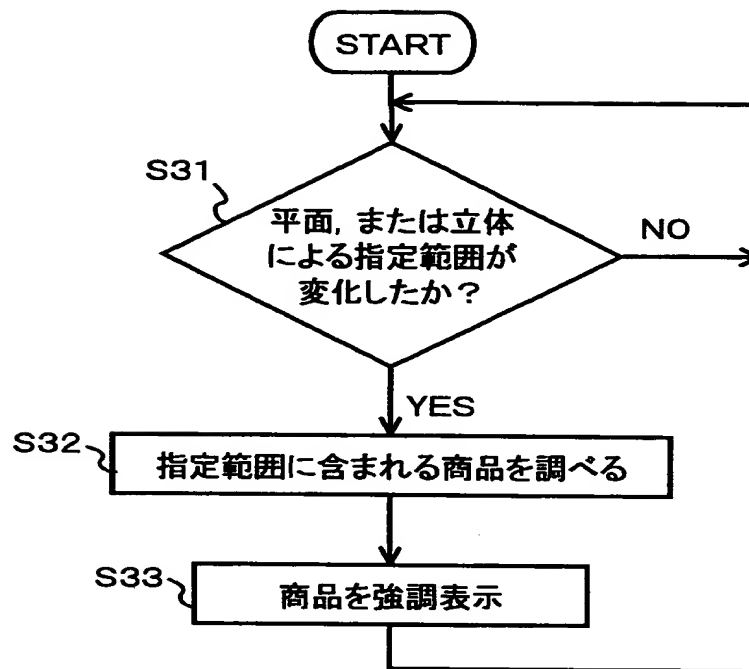 START
S31
平面, または立体
による指定範囲が
変化したか？
NO
YES
S32
指定範囲に含まれる商品を調べる
S33
商品を強調表示